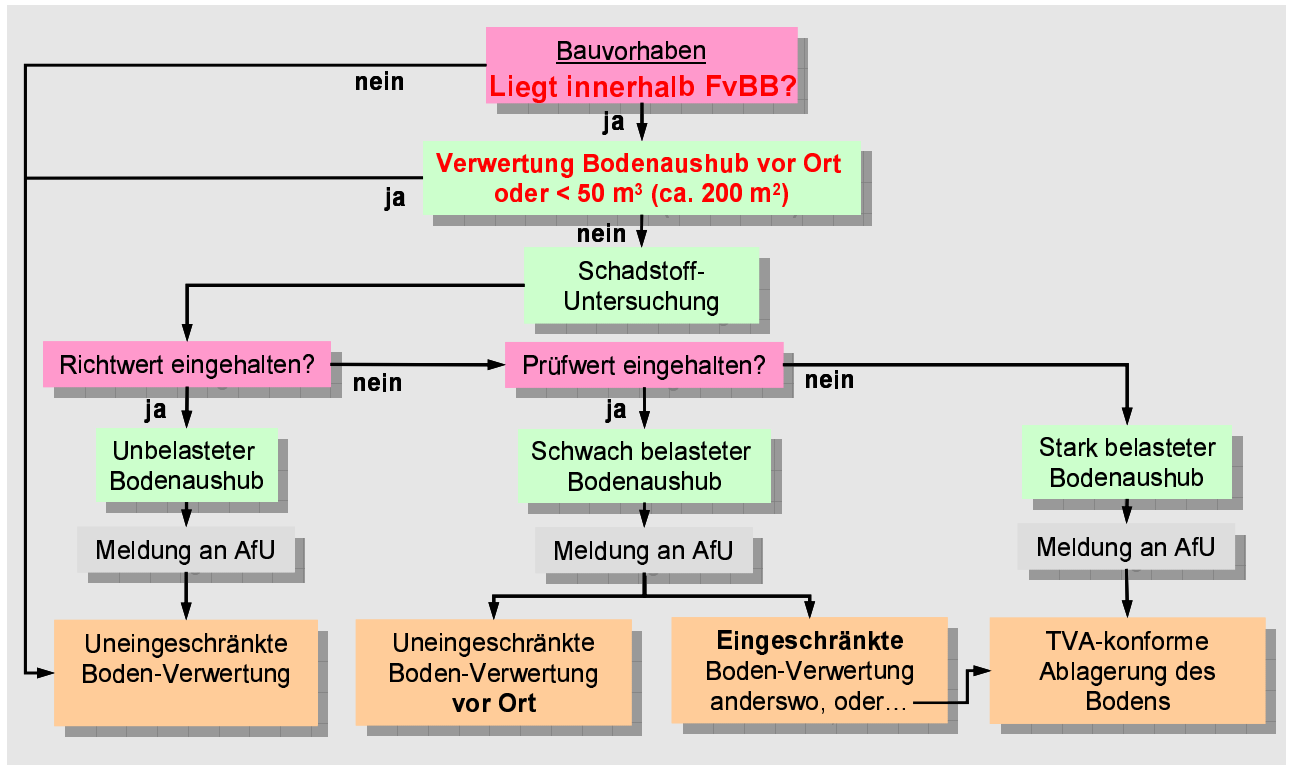 Bauvorhaben
Liegt innerhalb FvBB?
nein
ja
Verwertung Bodenaushub vor Ort
oder < 50 m³ (ca. 200 m²)
ja
nein
Schadstoff-
Untersuchung
Richtwert eingehalten?
nein
Prüfwert eingehalten?
nein
ja
ja
Unbelasteter
Bodenaushub
Schwach belasteter
Bodenaushub
Stark belasteter
Bodenaushub
Meldung an AfU
Meldung an AfU
Meldung an AfU
Uneingeschränkte
Boden-Verwertung
Uneingeschränkte
Boden-Verwertung
vor Ort
Eingeschränkte
Boden-Verwertung
anderswo, oder…
TVA-konforme
Ablagerung des
Bodens